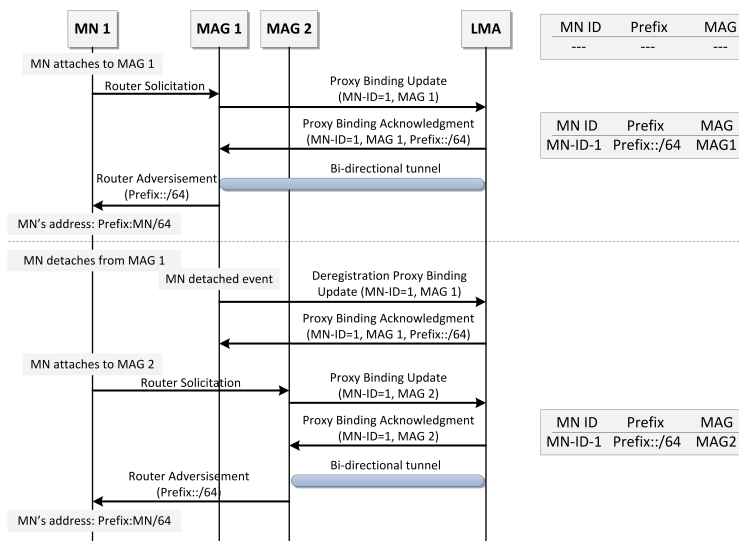 MN 1
MAG 1
MAG 2
LMA
MN ID Prefix MAG
--- --- ---
MN attaches to MAG 1
Router Solicitation
Proxy Binding Update
(MN-ID=1, MAG 1)
Proxy Binding Acknowledgment
(MN-ID=1, MAG 1, Prefix::/64)
MN ID Prefix MAG
MN-ID-1 Prefix::/64 MAG1
Bi-directional tunnel
Router Adversisement
(Prefix::/64)
MN's address: Prefix:MN/64
MN detaches from MAG 1
MN detached event
Deregistration Proxy Binding
Update (MN-ID=1, MAG 1)
Proxy Binding Acknowledgment
(MN-ID=1, MAG 1, Prefix::/64)
MN attaches to MAG 2
Router Solicitation
Proxy Binding Update
(MN-ID=1, MAG 2)
Proxy Binding Acknowledgment
(MN-ID=1, MAG 2)
MN ID Prefix MAG
MN-ID-1 Prefix::/64 MAG2
Bi-directional tunnel
Router Adversisement
(Prefix::/64)
MN's address: Prefix:MN/64